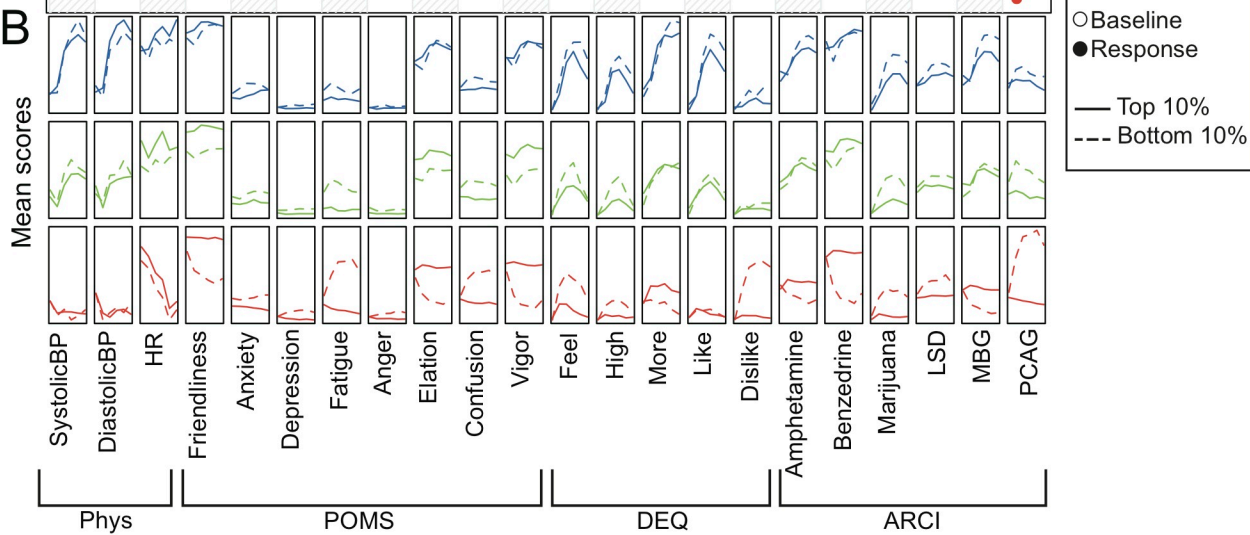 B
Baseline
Response
Top 10%
Bottom 10%
Mean scores
SystolicBP
DiastolicBP
HR
Friendliness
Anxiety
Depression
Fatigue
Anger
Elation
Confusion
Vigor
Feel
High
More
Like
Dislike
Amphetamine
Benzedrine
Marijuana
LSD
MBG
PCAG
Phys
POMS
DEQ
ARCI